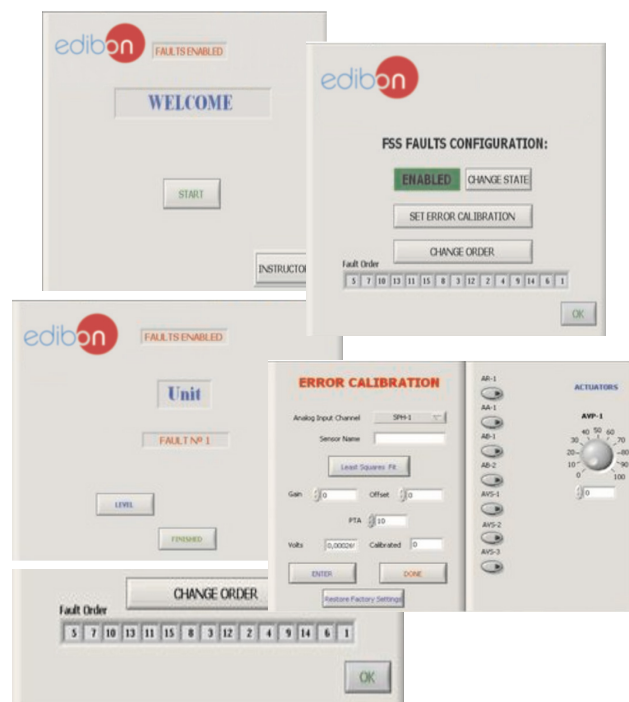 edibon
FAULTS ENABLED
WELCOME
START
INSTRUCTO
edibon
FSS FAULTS CONFIGURATION:
ENABLED
CHANGE STATE
SET ERROR CALIBRATION
CHANGE ORDER
Fault Order
5 7 10 13 11 15 8 3 12 2 4 9 14 6 1
OK
edibon
FAULTS ENABLED
Unit
FAULT Nº 1
LEVEL
FINISHED
ERROR CALIBRATION
Analog Input Channel SPH-1
Sensor Name
Least Squares Fit
Gain 0 Offset 0
PTA 10
Volts 0,00026 Calibrated 0
ENTER DONE
Restore Factory Settings
AR-1
AA-1
AB-1
AB-2
AVS-1
AVS-2
AVS-3
ACTUATORS
AVP-1
0 10 20 30 40 50 60 70 80 90 100
0
CHANGE ORDER
Fault Order
5 7 10 13 11 15 8 3 12 2 4 9 14 6 1
OK